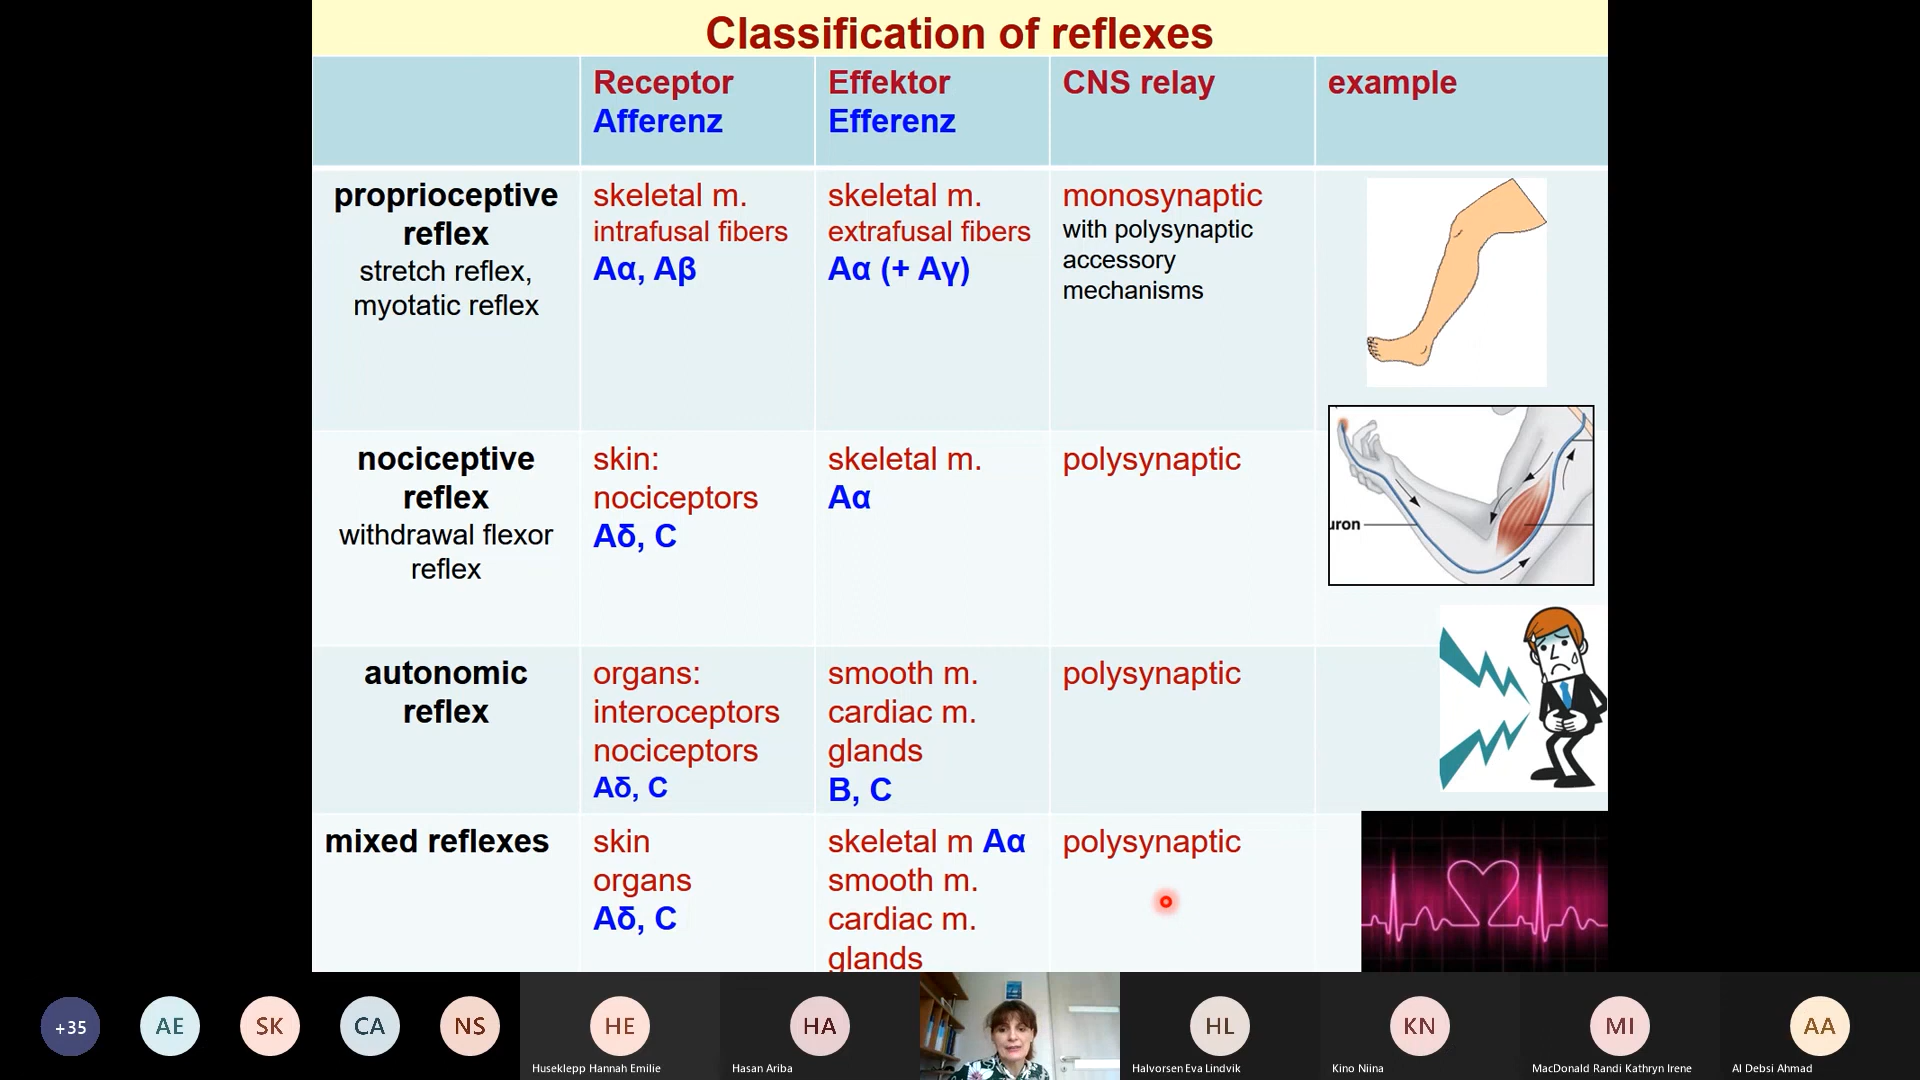 Classification of reflexes
Receptor
Afferenz
Effektor
Efferenz
CNS relay
example
proprioceptive
reflex
stretch reflex,
myotatic reflex
skeletal m.
intrafusal fibers
Aα, Aβ
skeletal m.
extrafusal fibers
Aα (+ Aγ)
monosynaptic
with polysynaptic
accessory
mechanisms
nociceptive
reflex
withdrawal flexor
reflex
skin:
nociceptors
Aδ, C
skeletal m.
Aα
polysynaptic
uron
autonomic
reflex
organs:
interoceptors
nociceptors
Aδ, C
smooth m.
cardiac m.
glands
B, C
polysynaptic
mixed reflexes
skin
organs
Aδ, C
skeletal m Aα
smooth m.
cardiac m.
glands
polysynaptic
+35
AE
SK
CA
NS
HE
Huseklepp Hannah Emilie
HA
Hasan Ariba
HL
Halvorsen Eva Lindvik
KN
Kino Niina
MI
MacDonald Randi Kathryn Irene
AA
Al Debsi Ahmad